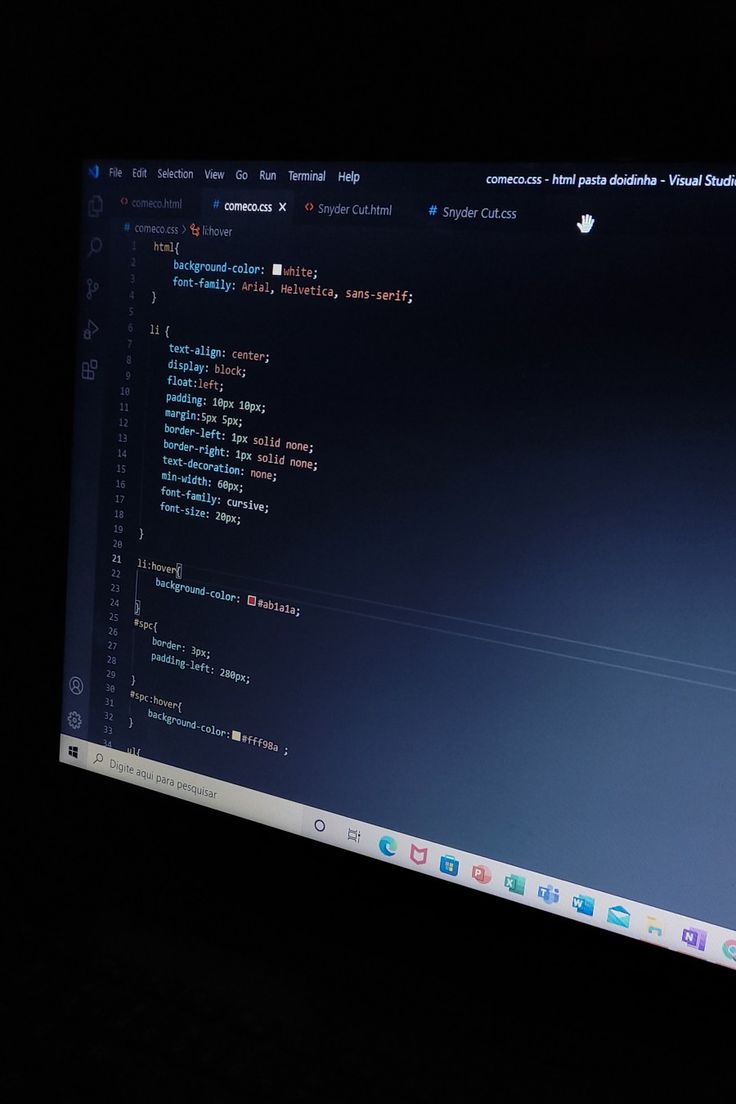 File Edit Selection View Go Run Terminal Help comeco.css - html pasta doidinha - Visual Studi
comeco.html comeco.css Snyder Cut.html Snyder Cut.css
comeco.css > li:hover
1 html{
2 background-color: white;
3 font-family: Arial, Helvetica, sans-serif;
4 }
5
6 li {
7 text-align: center;
8 display: block;
9 float:left;
10 padding: 10px 10px;
11 margin:5px 5px;
12 border-left: 1px solid none;
13 border-right: 1px solid none;
14 text-decoration: none;
15 min-width: 60px;
16 font-family: cursive;
17 font-size: 20px;
18
19 }
20
21 li:hover{
22 background-color: #ab1a1a;
23
24 }
25 #spc{
26 border: 3px;
27 padding-left: 280px;
28
29 }
30 #spc:hover{
31 background-color: #fff98a ;
32 }
33
34 ul{
Digite aqui para pesquisar